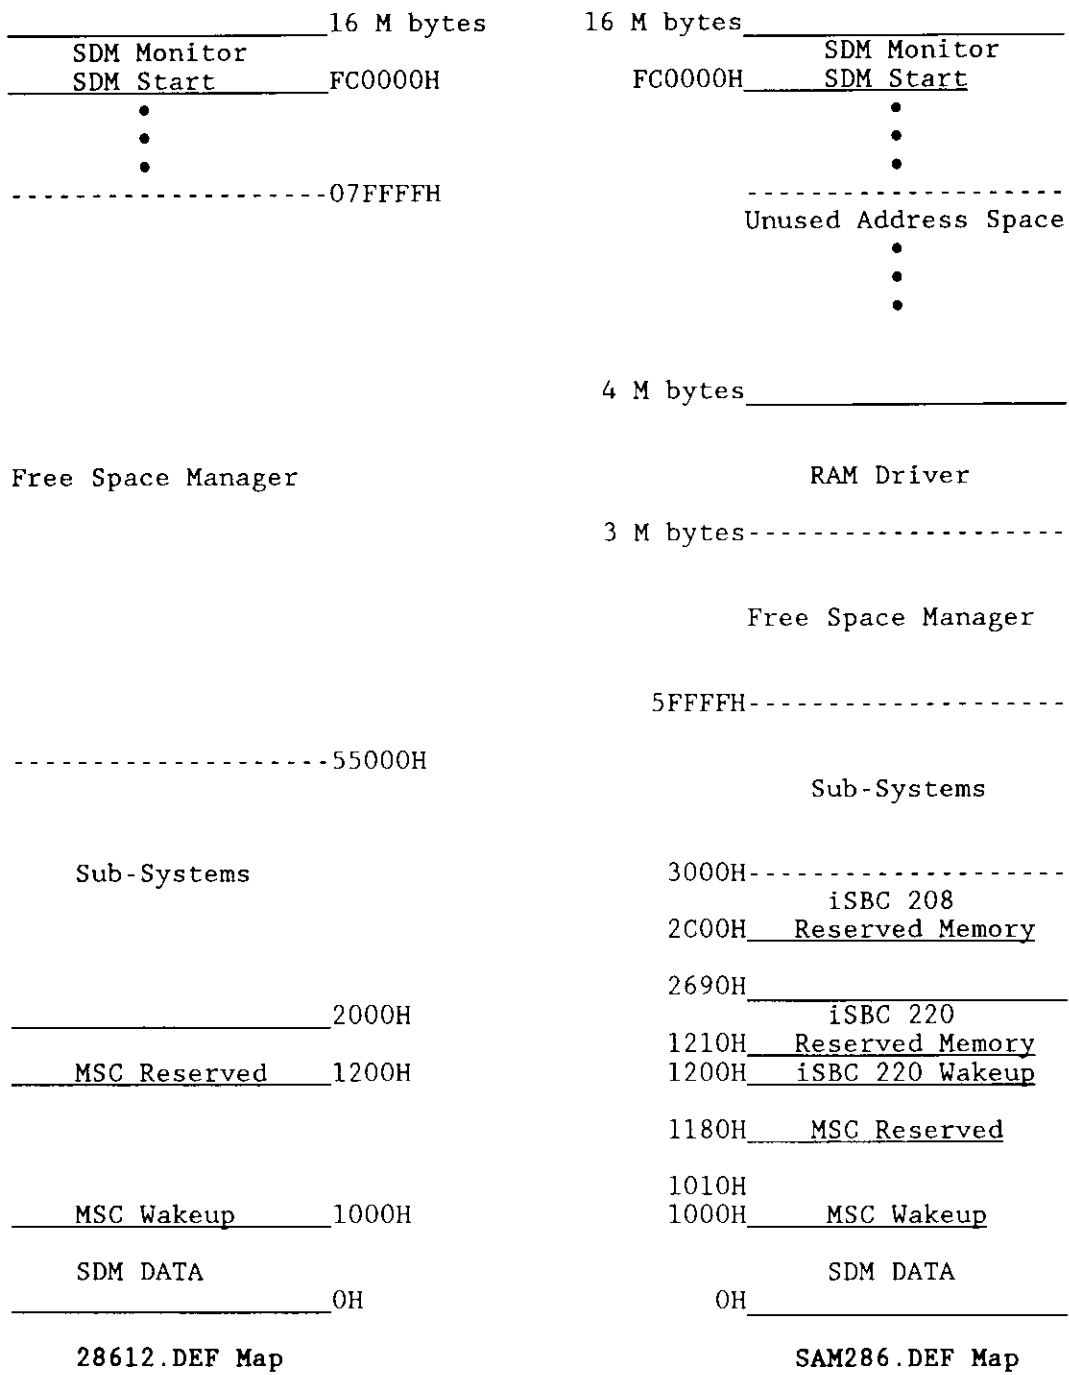 16 M bytes
SDM Monitor
SDM Start FC0000H
07FFFFH
Free Space Manager
55000H
Sub-Systems
2000H
MSC Reserved 1200H
MSC Wakeup 1000H
SDM DATA
0H
28612.DEF Map
16 M bytes
SDM Monitor
FC0000H SDM Start
Unused Address Space
4 M bytes
RAM Driver
3 M bytes
Free Space Manager
5FFFFH
Sub-Systems
3000H
iSBC 208
2C00H Reserved Memory
2690H
iSBC 220
1210H Reserved Memory
1200H iSBC 220 Wakeup
1180H MSC Reserved
1010H
1000H MSC Wakeup
SDM DATA
0H
SAM286.DEF Map